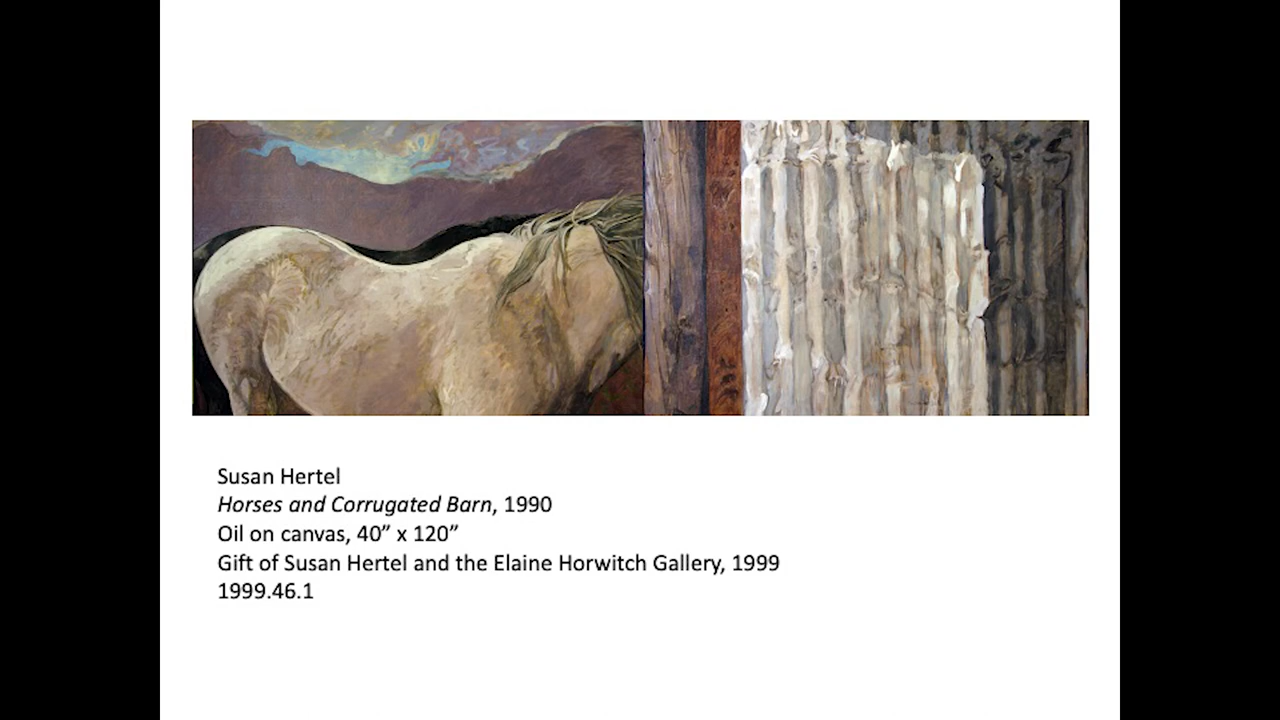 Susan Hertel
Horses and Corrugated Barn, 1990
Oil on canvas, 40” x 120”
Gift of Susan Hertel and the Elaine Horwitch Gallery, 1999
1999.46.1